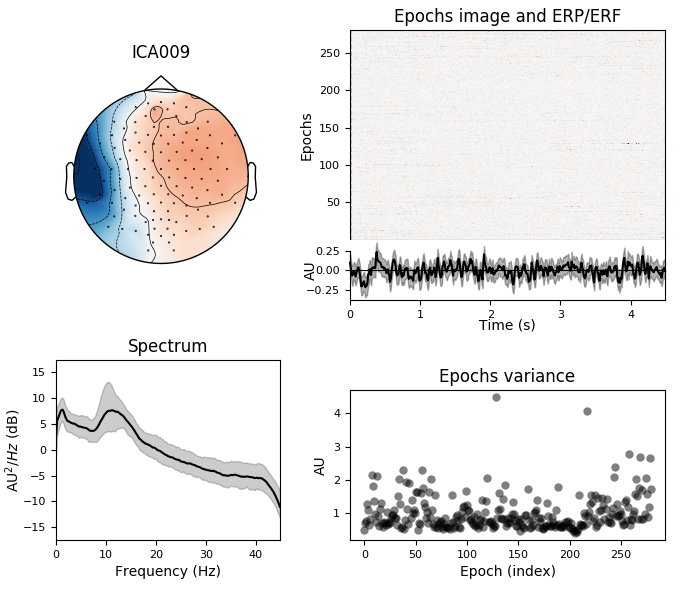 ICA009
Epochs image and ERP/ERF
250
200
150
100
50
Epochs
0.25
0.00
−0.25
AU
0 1 2 3 4
Time (s)
Spectrum
15
10
5
0
−5
−10
−15
AU²/Hz (dB)
0 10 20 30 40
Frequency (Hz)
Epochs variance
4
3
2
1
AU
0 50 100 150 200 250
Epoch (index)